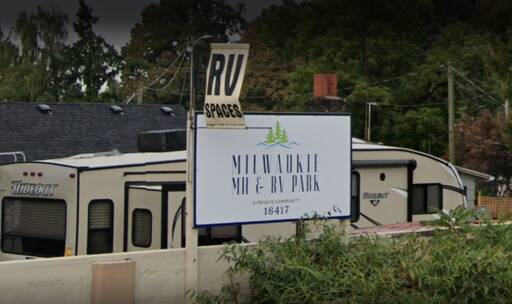 RV
SPACES
MILWAUKIE
MH & RV PARK
A PRIVATE COMMUNITY
16417
HIDEOUT
HIDEOUT